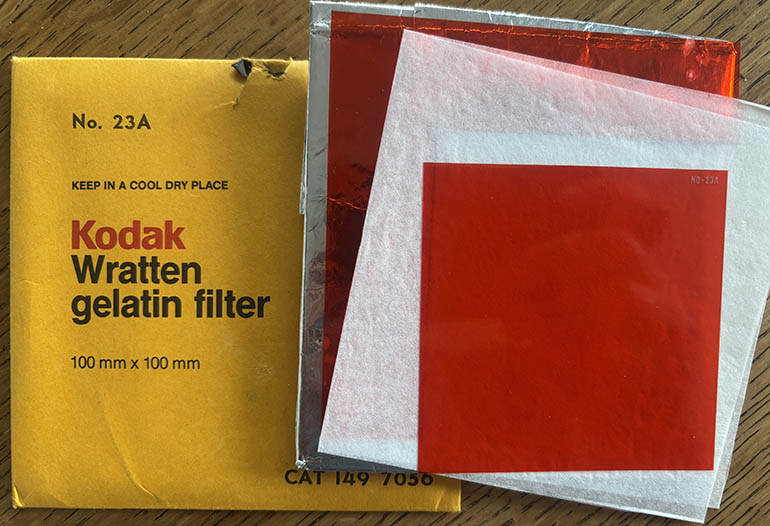 No. 23A
KEEP IN A COOL DRY PLACE
Kodak
Wratten
gelatin filter
100 mm x 100 mm
CAT 149 7056
NO-23A